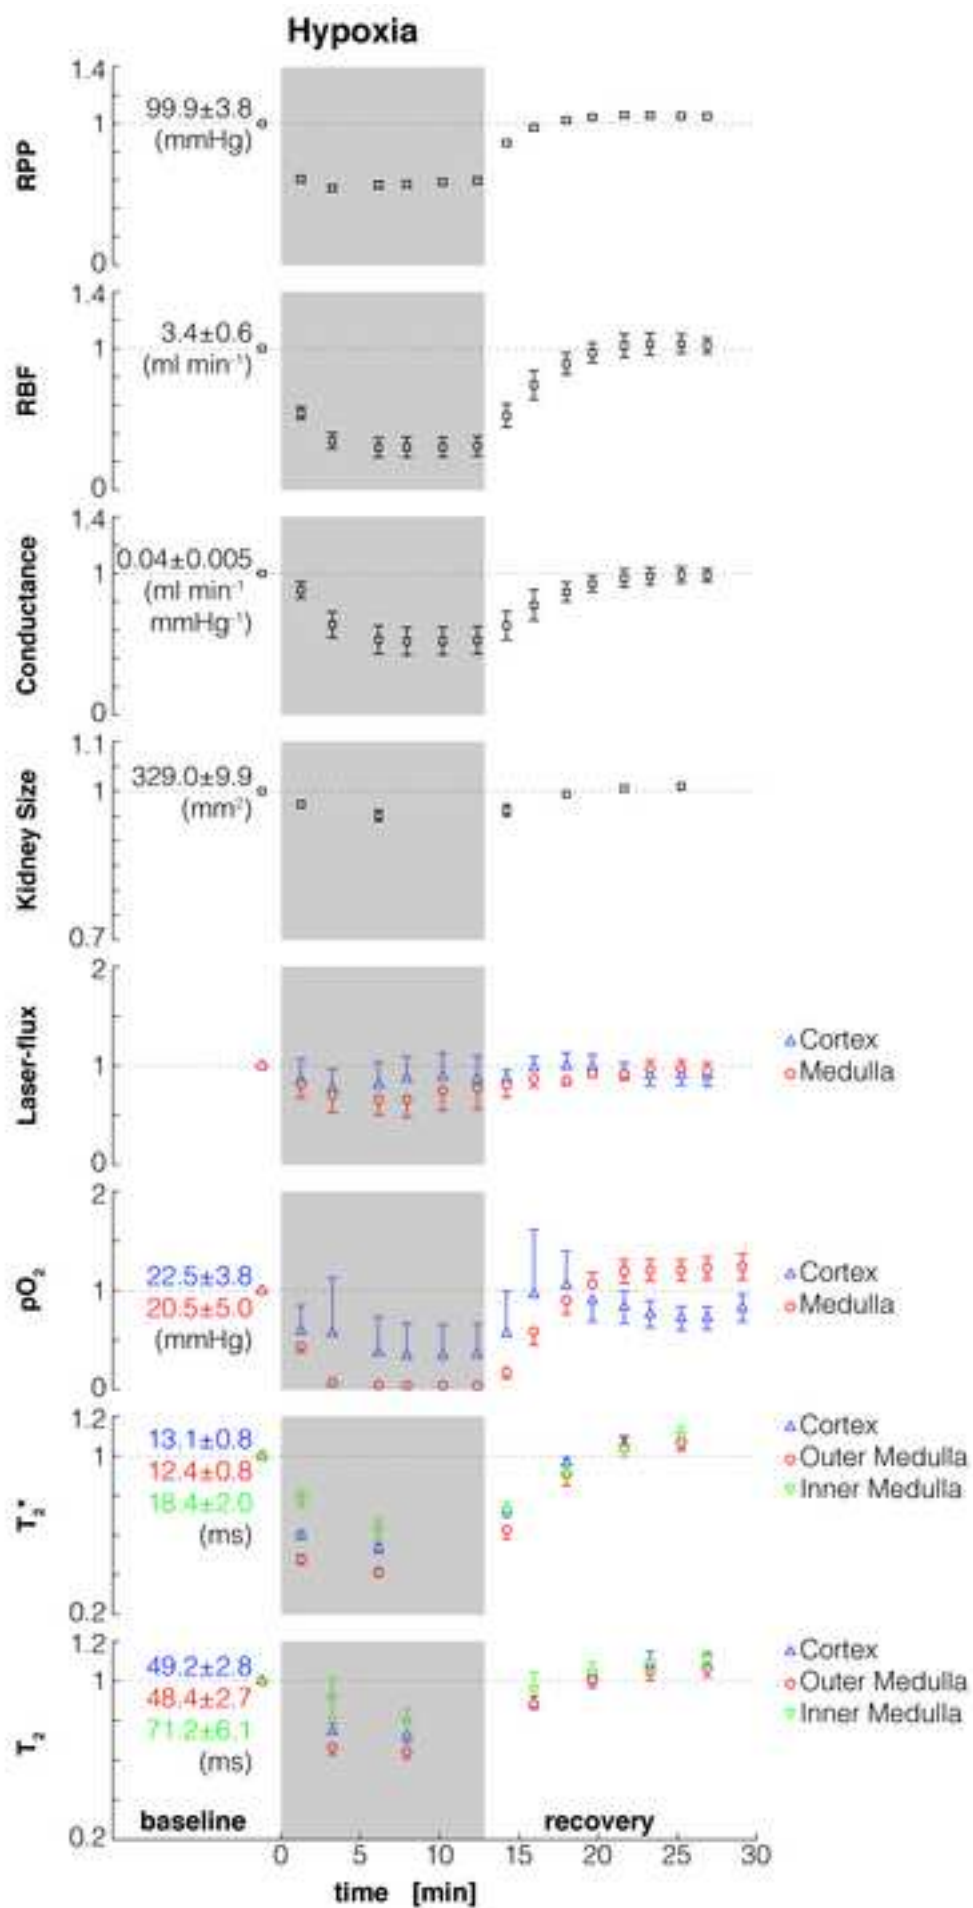 Hypoxia
RPP
1.4
1
0
99.9±3.8
(mmHg)
RBF
1.4
1
0
3.4±0.6
(ml min⁻¹)
Conductance
1.4
1
0
0.04±0.005
(ml min⁻¹
mmHg⁻¹)
Kidney Size
1.1
1
0.7
329.0±9.9
(mm²)
Laser-flux
2
1
0
Cortex
Medulla
pO₂
2
1
0
22.5±3.8
20.5±5.0
(mmHg)
Cortex
Medulla
T₂*
1.2
1
0.2
13.1±0.8
12.4±0.8
18.4±2.0
(ms)
Cortex
Outer Medulla
Inner Medulla
T₂
1.2
1
0.2
49.2±2.8
48.4±2.7
71.2±6.1
(ms)
Cortex
Outer Medulla
Inner Medulla
baseline
recovery
0 5 10 15 20 25 30
time [min]